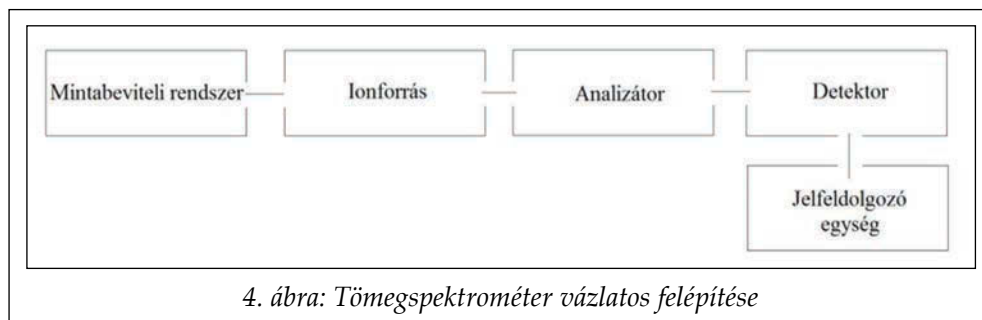 Mintabeviteli rendszer
Ionforrás
Analizátor
Detektor
Jelfeldolgozó
egység
4. ábra: Tömegspektrométer vázlatos felépítése